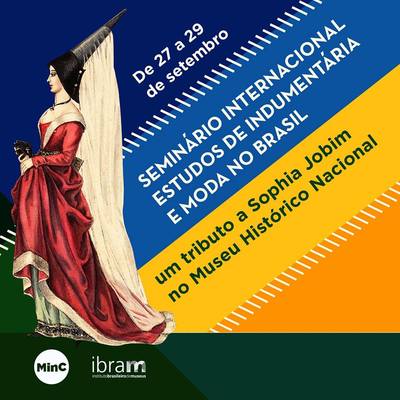 De 27 a 29
de setembro
SEMINÁRIO INTERNACIONAL
ESTUDOS DE INDUMENTÁRIA
E MODA NO BRASIL
um tributo a Sophia Jobim
no Museu Histórico Nacional
MinC
ibram
institutobrasileirodemuseus